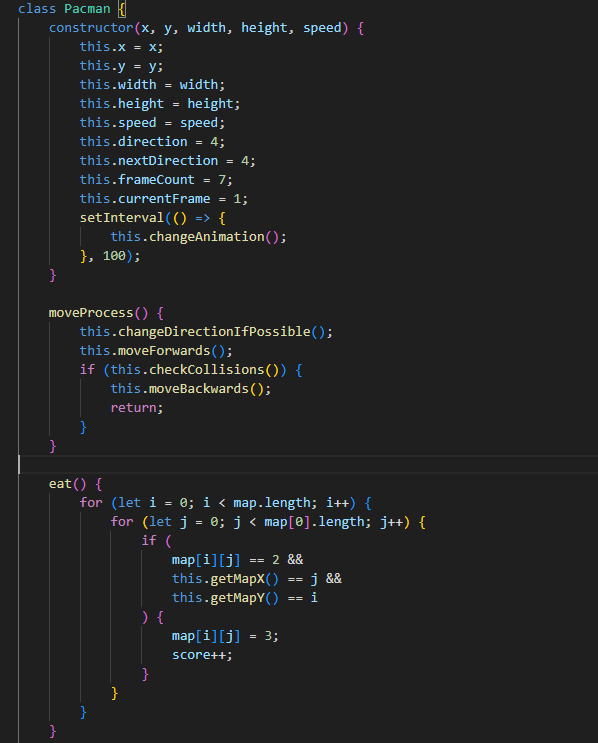 class Pacman {
    constructor(x, y, width, height, speed) {
        this.x = x;
        this.y = y;
        this.width = width;
        this.height = height;
        this.speed = speed;
        this.direction = 4;
        this.nextDirection = 4;
        this.frameCount = 7;
        this.currentFrame = 1;
        setInterval(() => {
            this.changeAnimation();
        }, 100);
    }

    moveProcess() {
        this.changeDirectionIfPossible();
        this.moveForwards();
        if (this.checkCollisions()) {
            this.moveBackwards();
            return;
        }
    }

    eat() {
        for (let i = 0; i < map.length; i++) {
            for (let j = 0; j < map[0].length; j++) {
                if (
                    map[i][j] == 2 &&
                    this.getMapX() == j &&
                    this.getMapY() == i
                ) {
                    map[i][j] = 3;
                    score++;
                }
            }
        }
    }